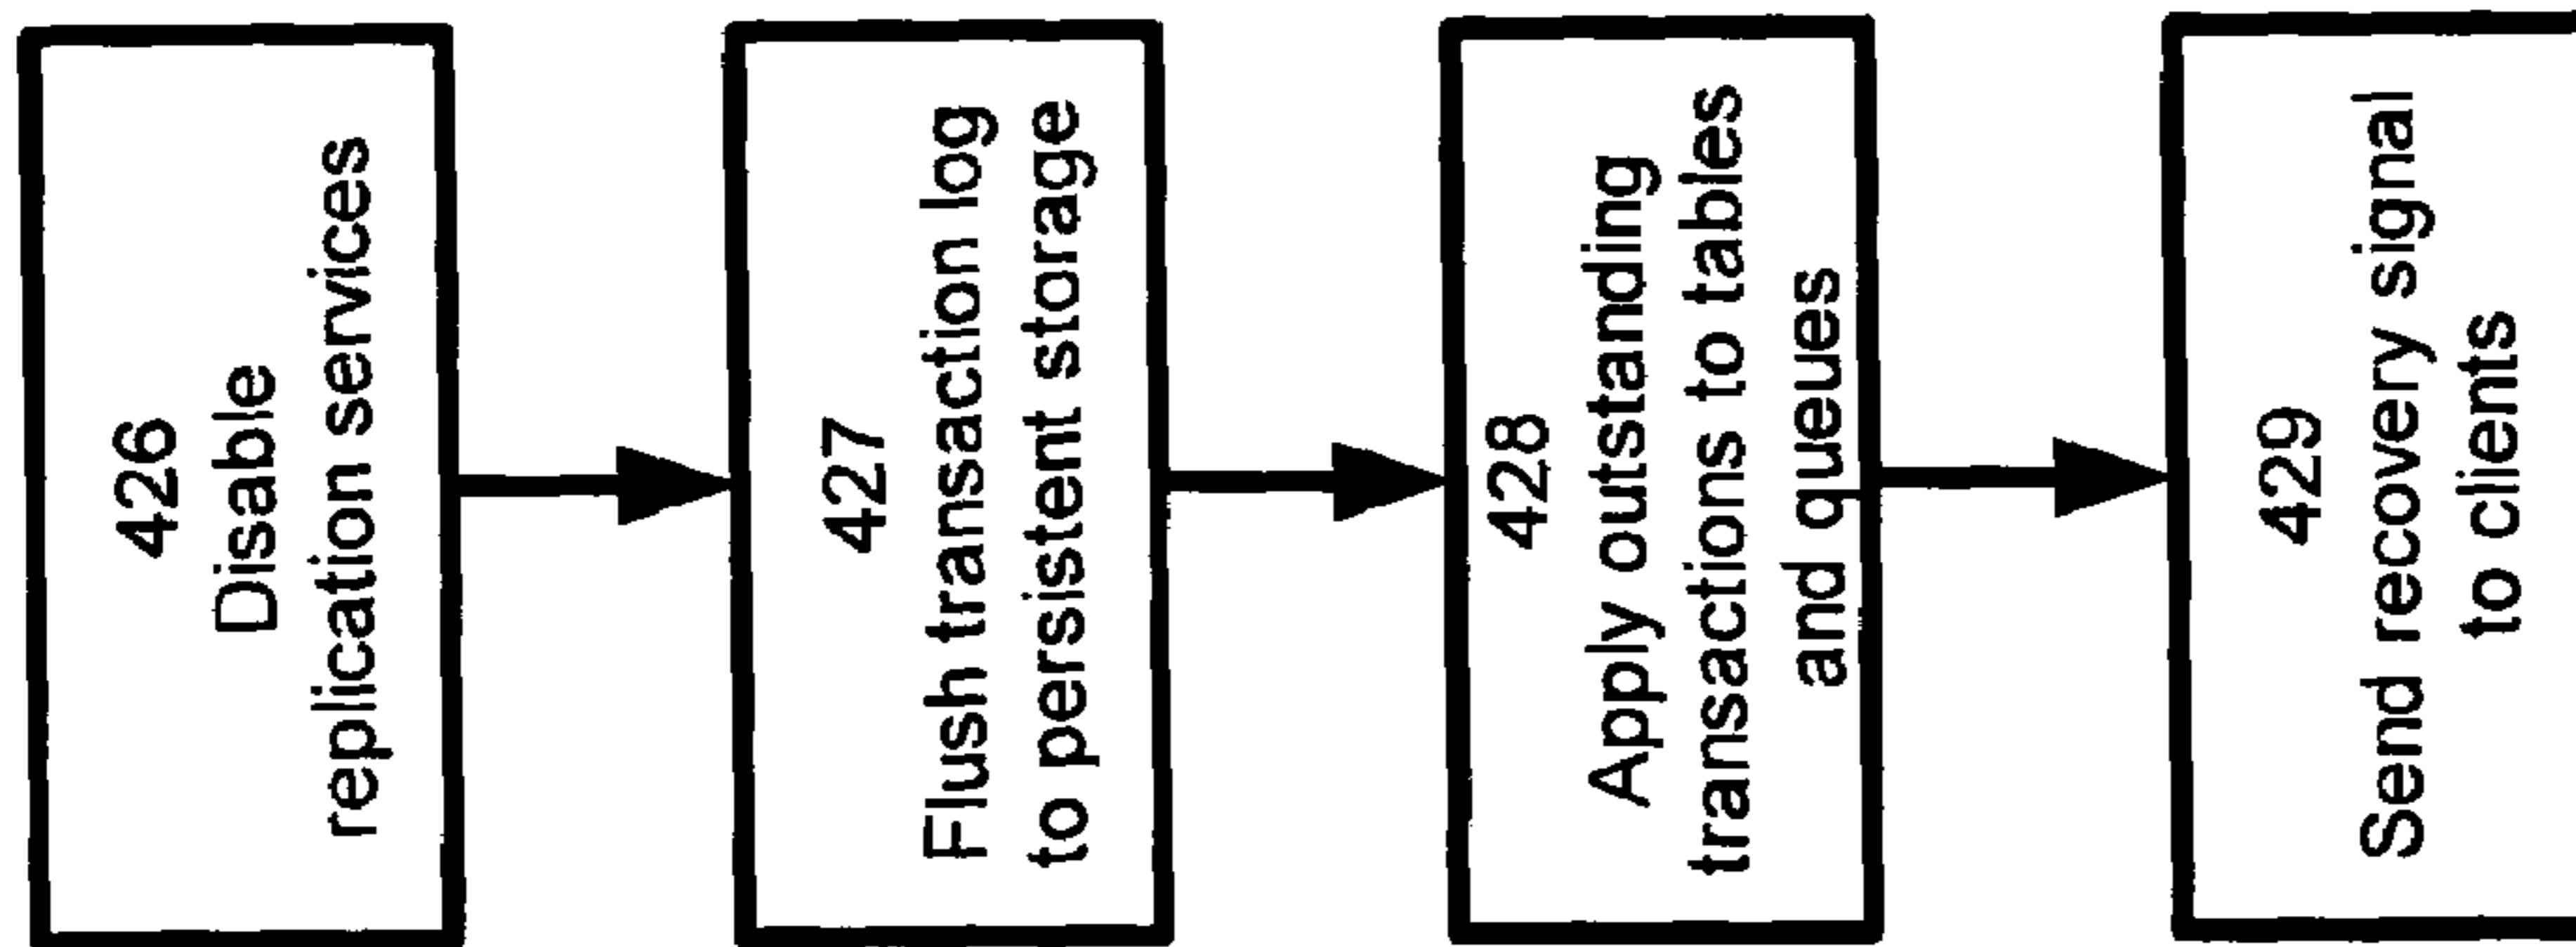 426
Disable
replication services
427
Flush transaction log
to persistent storage
428
Apply outstanding
transactions to tables
and queues
429
Send recovery signal
to clients